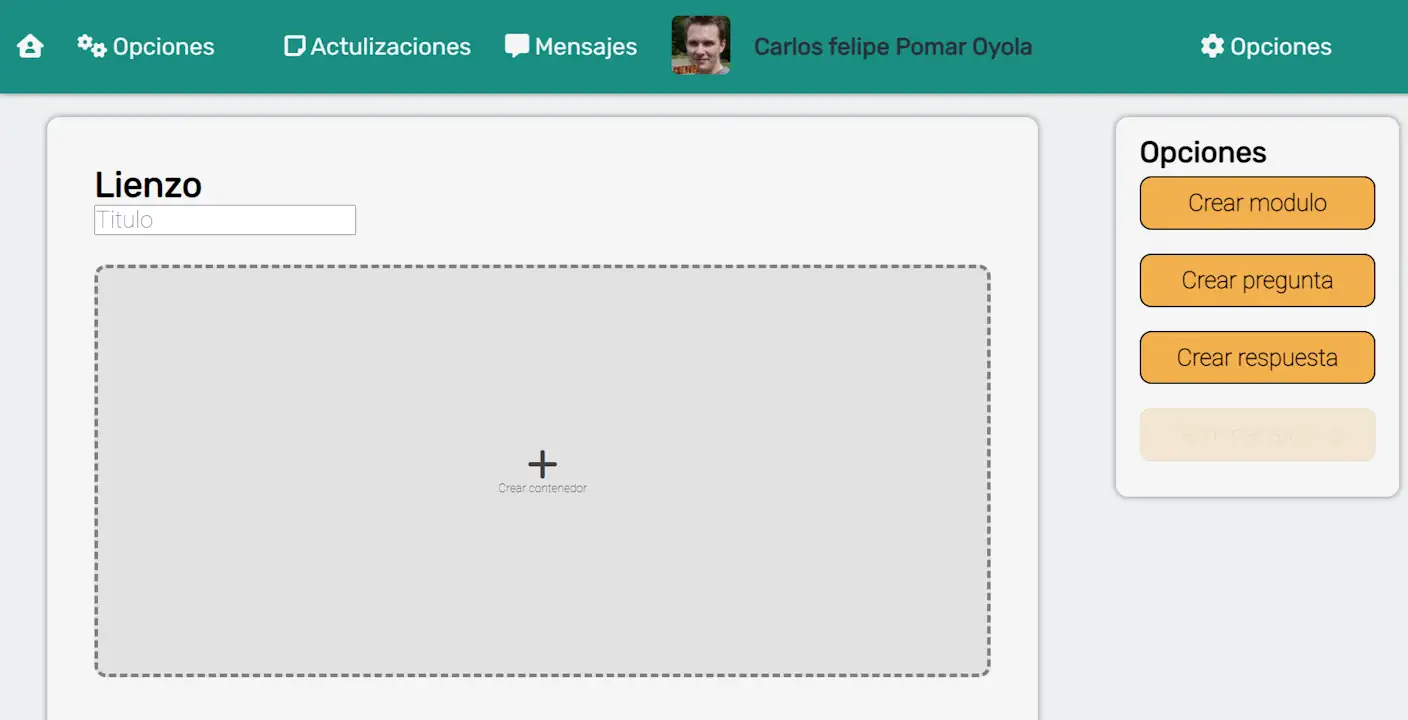 Opciones
Actulizaciones
Mensajes
Carlos felipe Pomar Oyola
Opciones
Lienzo
Titulo
Crear contenedor
Opciones
Crear modulo
Crear pregunta
Crear respuesta